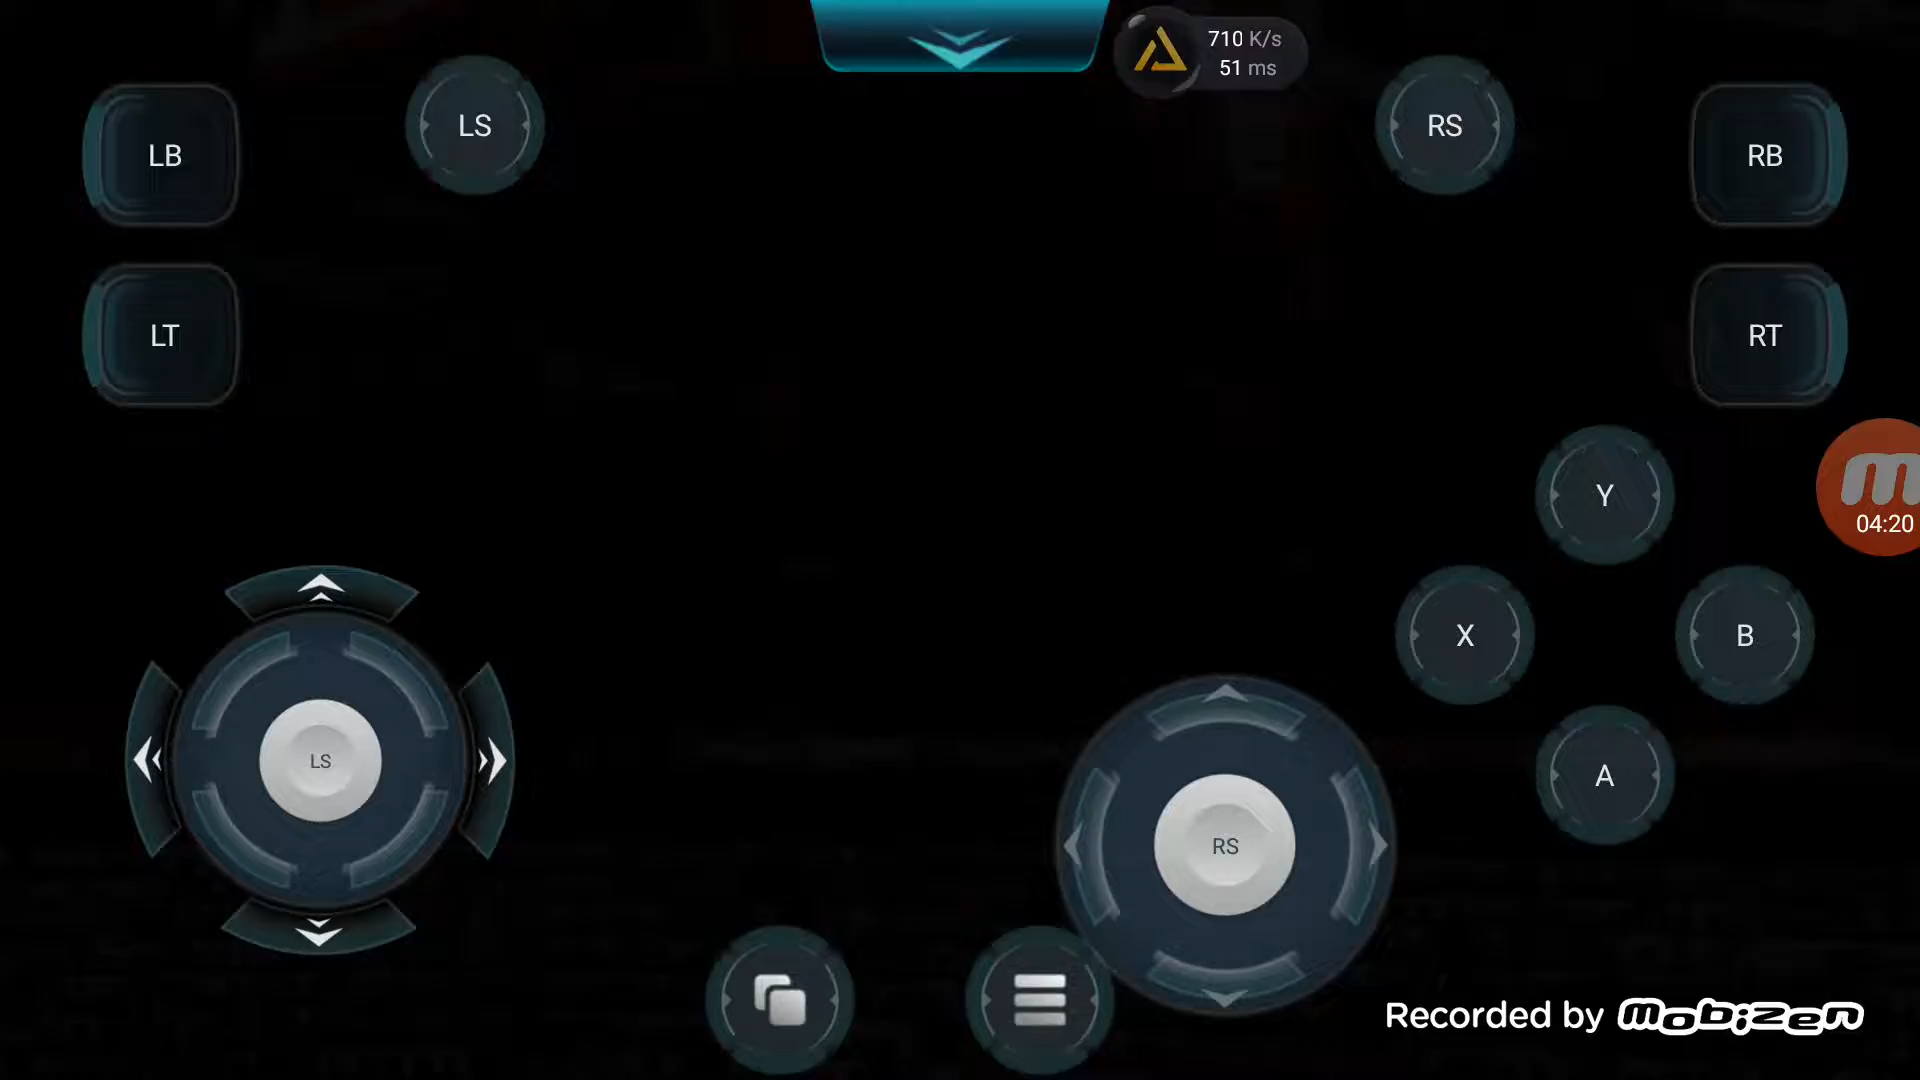 710 K/s
51 ms
LB
LS
RS
RB
LT
RT
Y
04:20
X
B
LS
A
RS
Recorded by mobizen